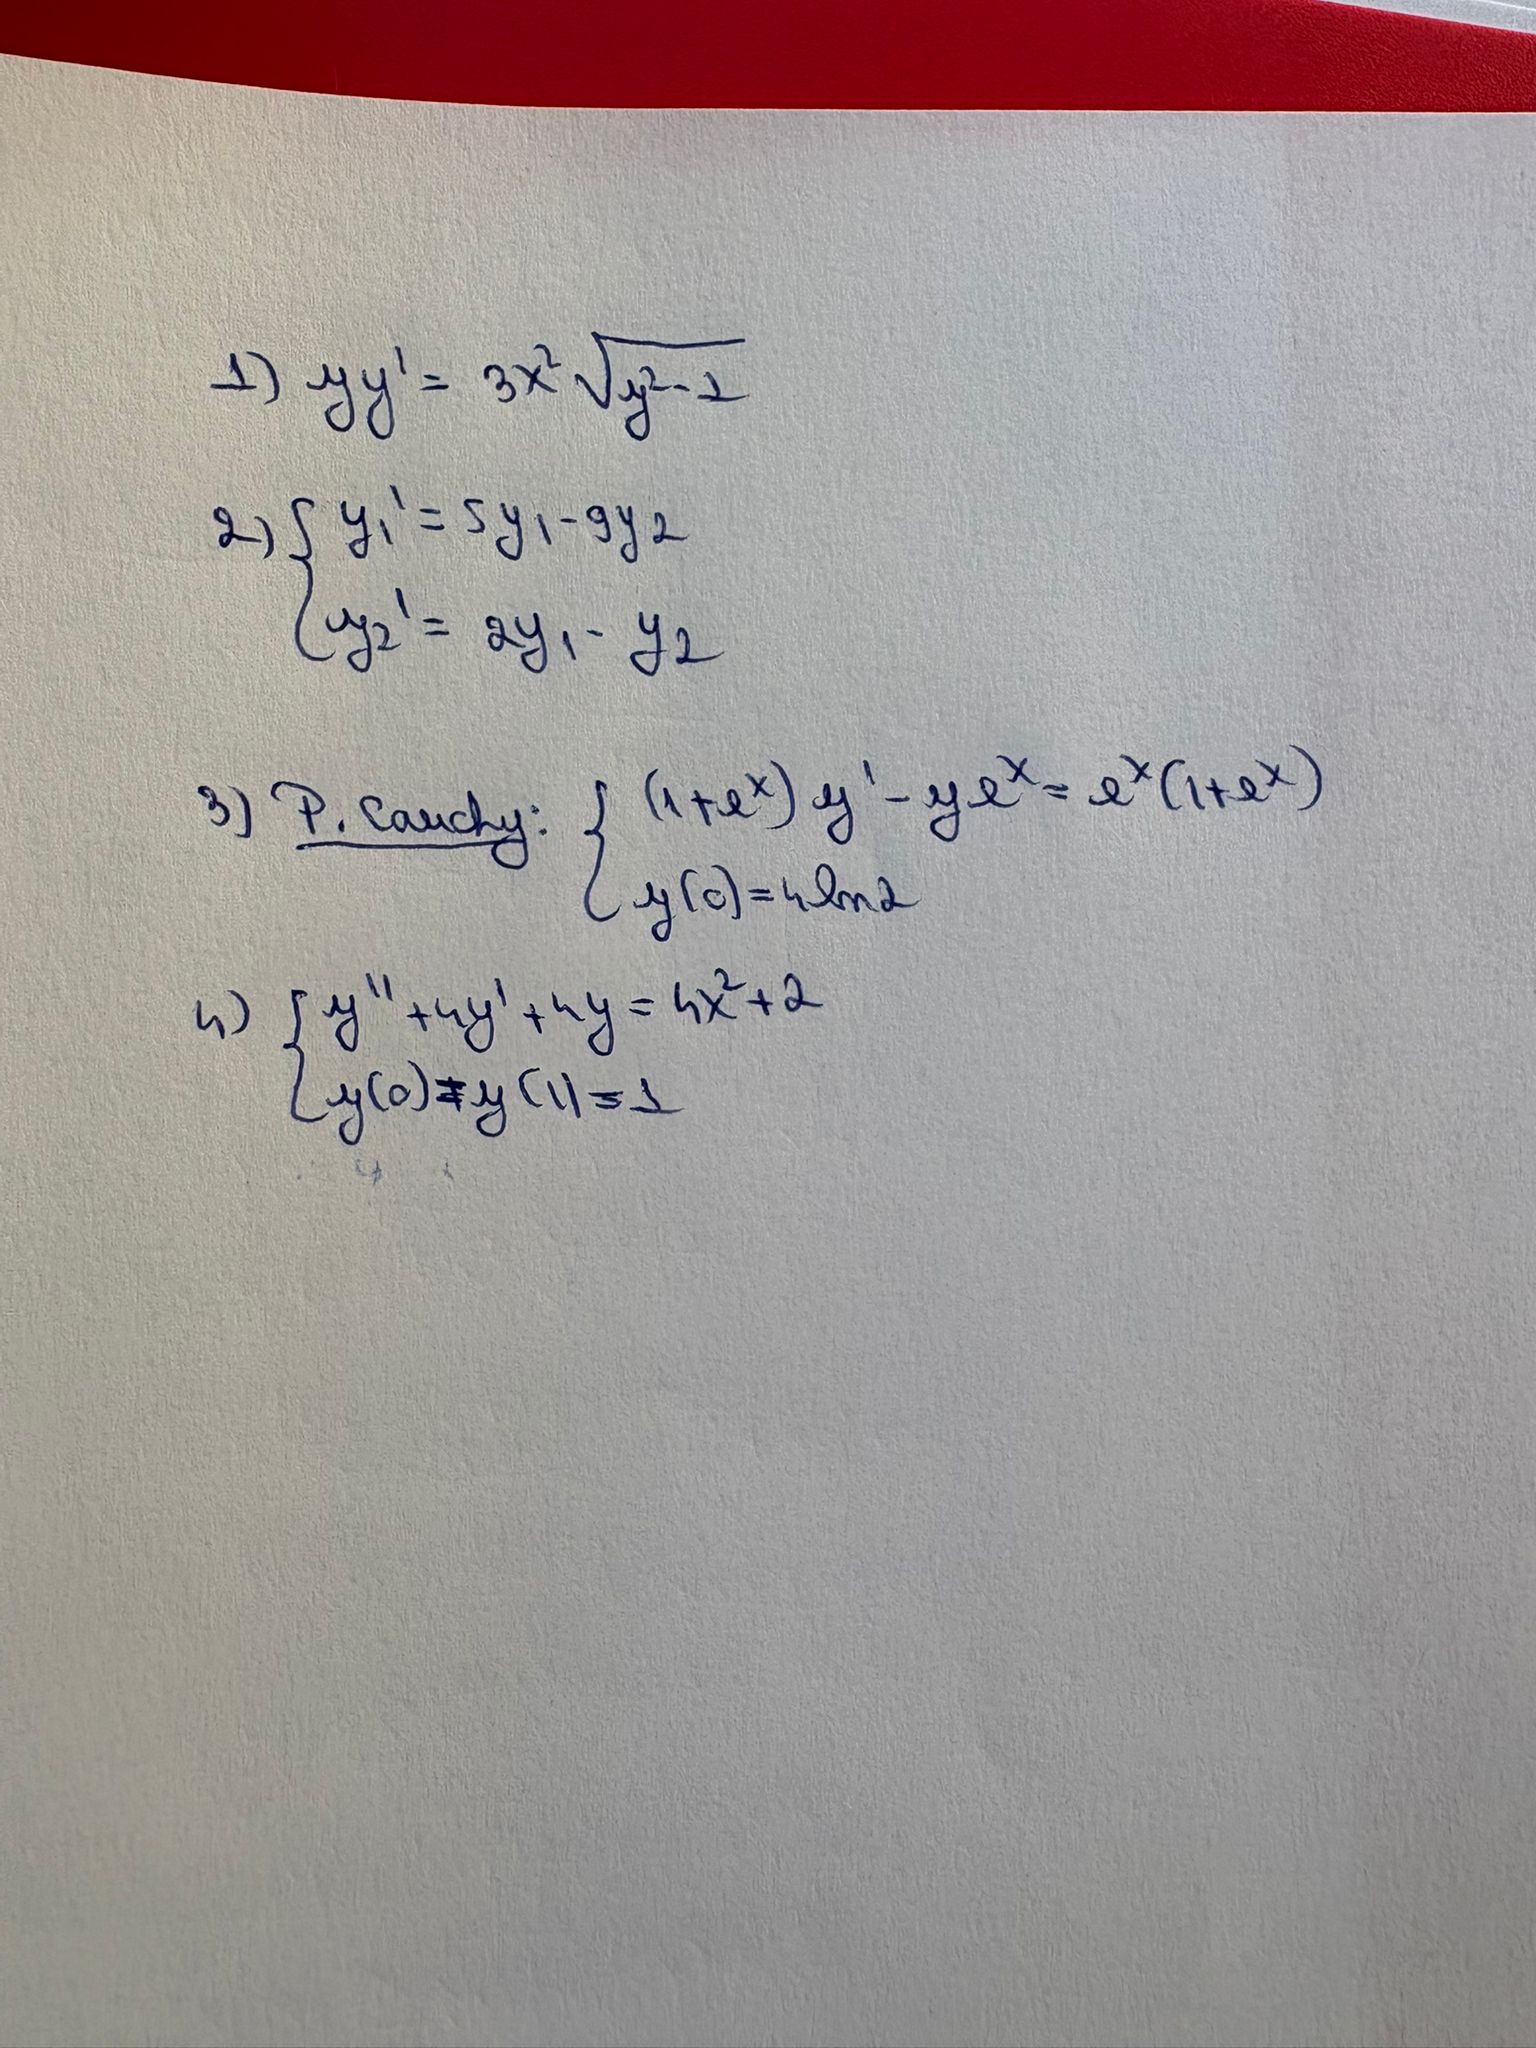 1) yy' = 3x² √(y²-1)
2) { y₁' = 5y₁ - 9y₂
y₂' = 2y₁ - y₂
3) P. Cauchy: { (1+eˣ) y' - yeˣ = eˣ(1+eˣ)
y(0) = 4ln2
4) { y'' + 4y' + 4y = 4x² + 2
y(0) = y(1) = 1